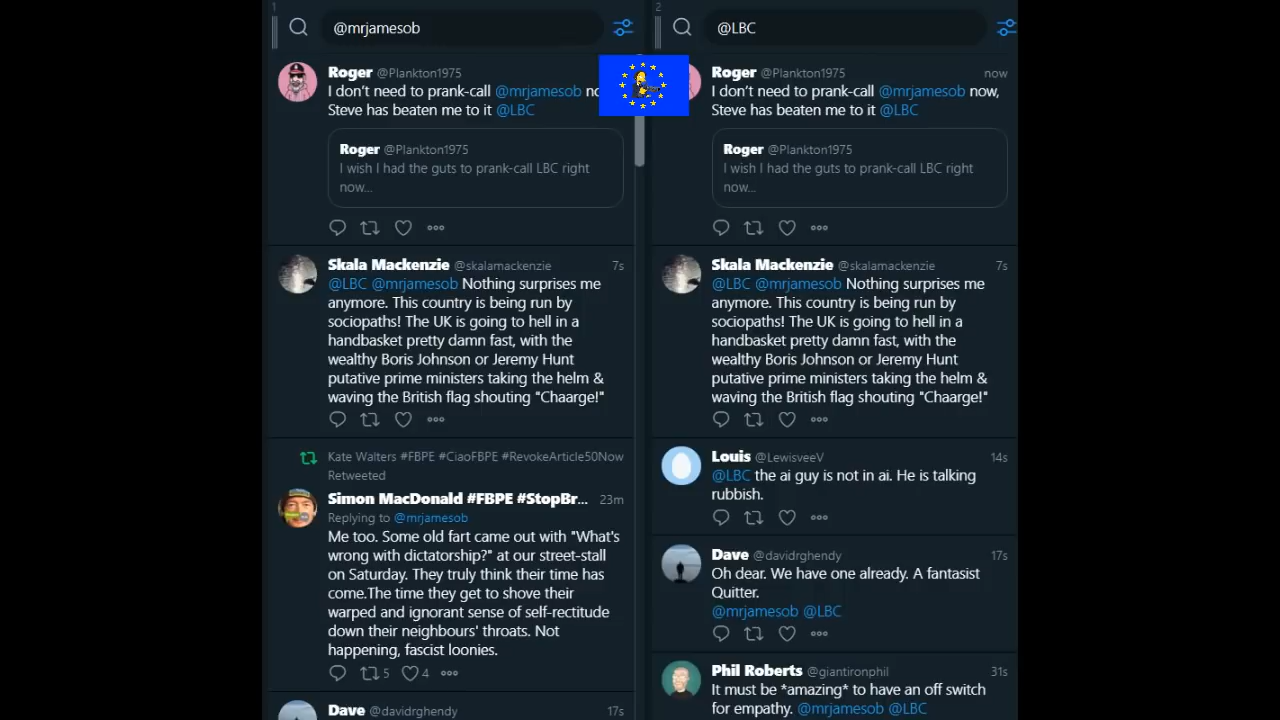 1
@mrjamesob
Roger @Plankton1975
I don't need to prank-call @mrjamesob
Steve has beaten me to it @LBC
Roger @Plankton1975
I wish I had the guts to prank-call LBC right
now...
Skala Mackenzie @skalamackenzie 7s
@LBC @mrjamesob Nothing surprises me
anymore. This country is being run by
sociopaths! The UK is going to hell in a
handbasket pretty damn fast, with the
wealthy Boris Johnson or Jeremy Hunt
putative prime ministers taking the helm &
waving the British flag shouting "Chaarge!"
Kate Walters #FBPE #CiaoFBPE #RevokeArticle50Now
Retweeted
Simon MacDonald #FBPE #StopBr... 23m
Replying to @mrjamesob
Me too. Some old fart came out with "What's
wrong with dictatorship?" at our street-stall
on Saturday. They truly think their time has
come.The time they get to shove their
warped and ignorant sense of self-rectitude
down their neighbours' throats. Not
happening, fascist loonies.
5 4
Dave @davidrghendy 17s
2
@LBC
Roger @Plankton1975 now
I don't need to prank-call @mrjamesob now,
Steve has beaten me to it @LBC
Roger @Plankton1975
I wish I had the guts to prank-call LBC right
now...
Skala Mackenzie @skalamackenzie 7s
@LBC @mrjamesob Nothing surprises me
anymore. This country is being run by
sociopaths! The UK is going to hell in a
handbasket pretty damn fast, with the
wealthy Boris Johnson or Jeremy Hunt
putative prime ministers taking the helm &
waving the British flag shouting "Chaarge!"
Louis @LewisveeV 14s
@LBC the ai guy is not in ai. He is talking
rubbish.
Dave @davidrghendy 17s
Oh dear. We have one already. A fantasist
Quitter.
@mrjamesob @LBC
Phil Roberts @giantironphil 31s
It must be *amazing* to have an off switch
for empathy. @mrjamesob @LBC